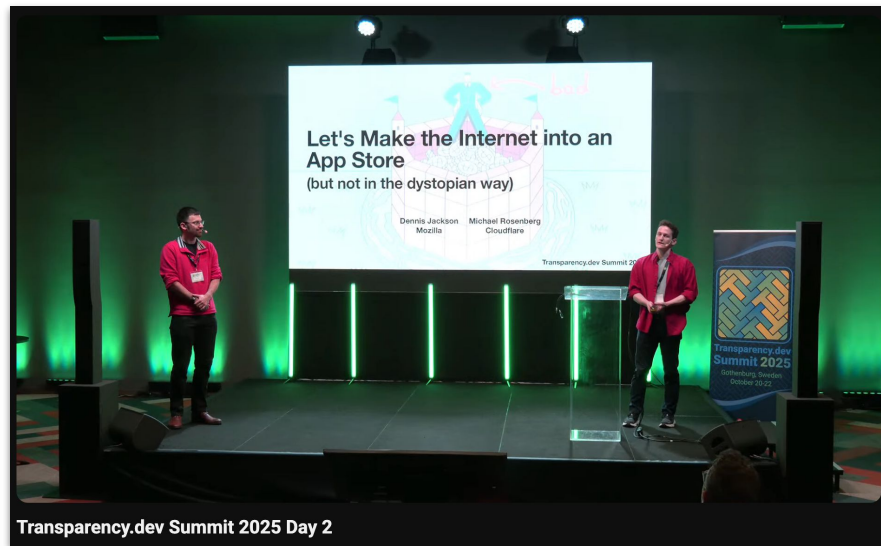 Let's Make the Internet into an
App Store
(but not in the dystopian way)
Dennis Jackson
Mozilla
Michael Rosenberg
Cloudflare
Transparency.dev Summit
Transparency.dev
Summit 2025
Gothenburg, Sweden
October 20-22
Transparency.dev Summit 2025 Day 2